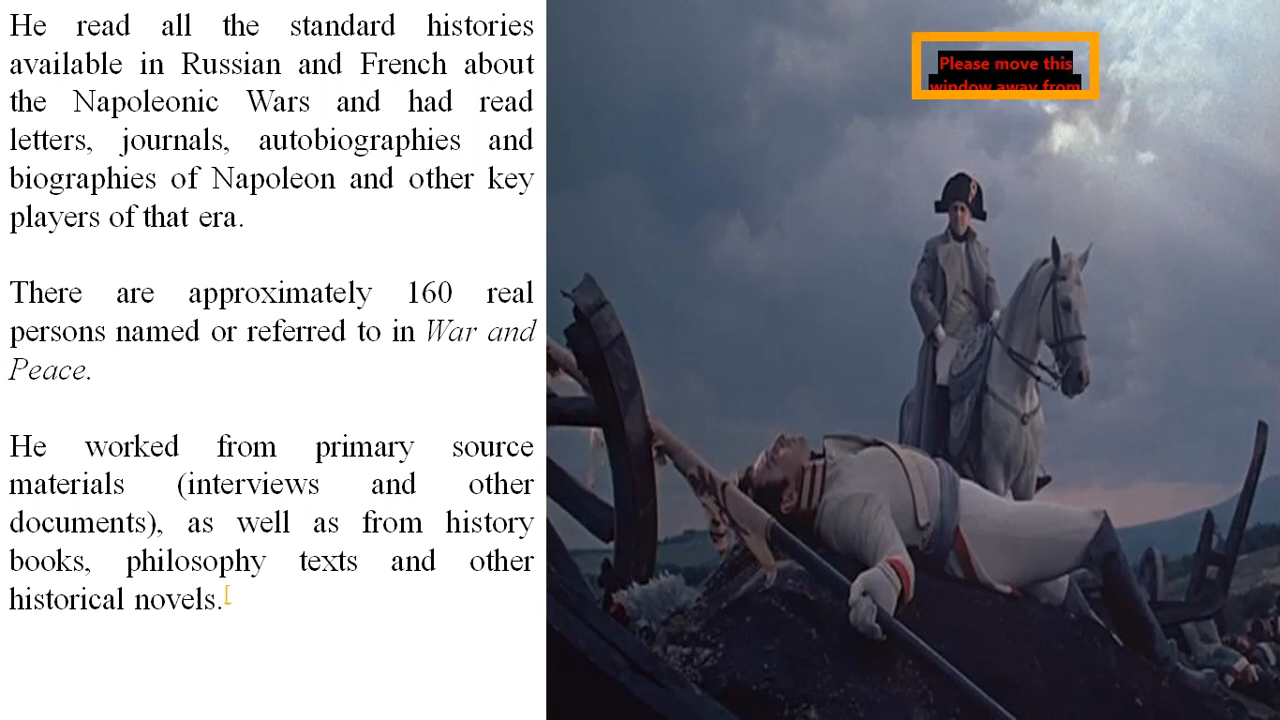 He read all the standard histories
available in Russian and French about
the Napoleonic Wars and had read
letters, journals, autobiographies and
biographies of Napoleon and other key
players of that era.
There are approximately 160 real
persons named or referred to in War and
Peace.
He worked from primary source
materials (interviews and other
documents), as well as from history
books, philosophy texts and other
historical novels.[
Please move this
window away from